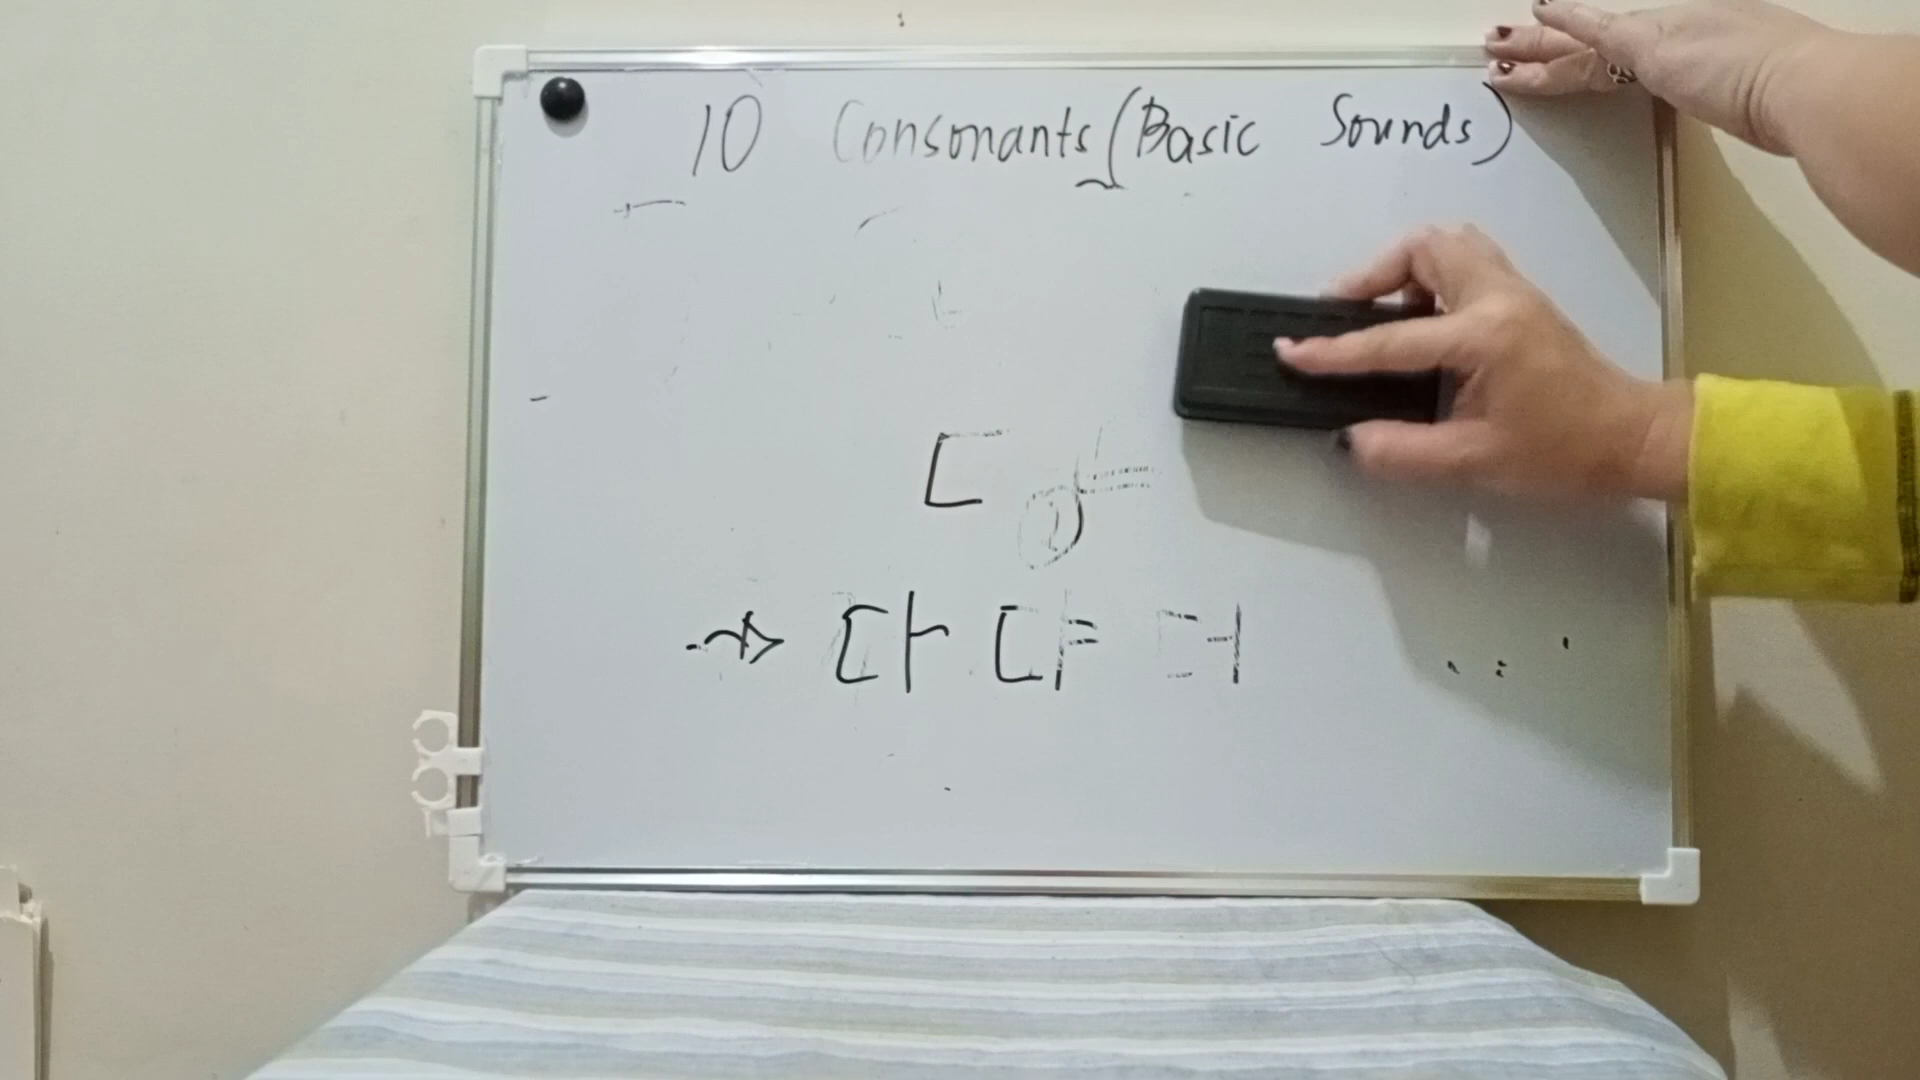 10 Consonants (Basic Sounds)
ㄷ
→ 다 댜 더